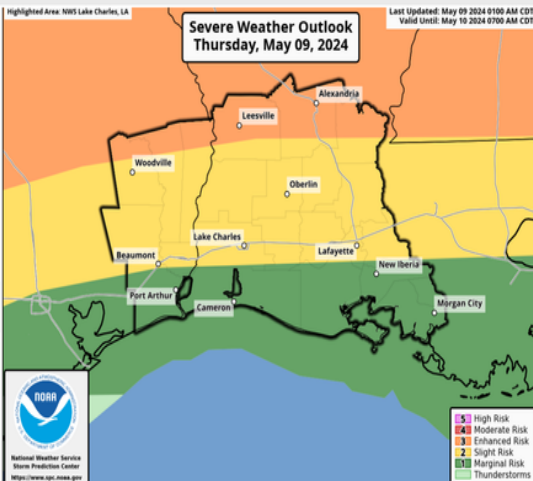 Highlighted Area: NWS Lake Charles, LA
Severe Weather Outlook
Thursday, May 09, 2024
Last Updated: May 09 2024 0100 AM CDT
Valid Until: May 10 2024 0700 AM CDT
Alexandria
Leesville
Woodville
Oberlin
Lake Charles
Lafayette
Beaumont
New Iberia
Port Arthur
Cameron
Morgan City
NOAA
National Weather Service
Storm Prediction Center
https://www.spc.noaa.gov
5 High Risk
4 Moderate Risk
3 Enhanced Risk
2 Slight Risk
1 Marginal Risk
Thunderstorms